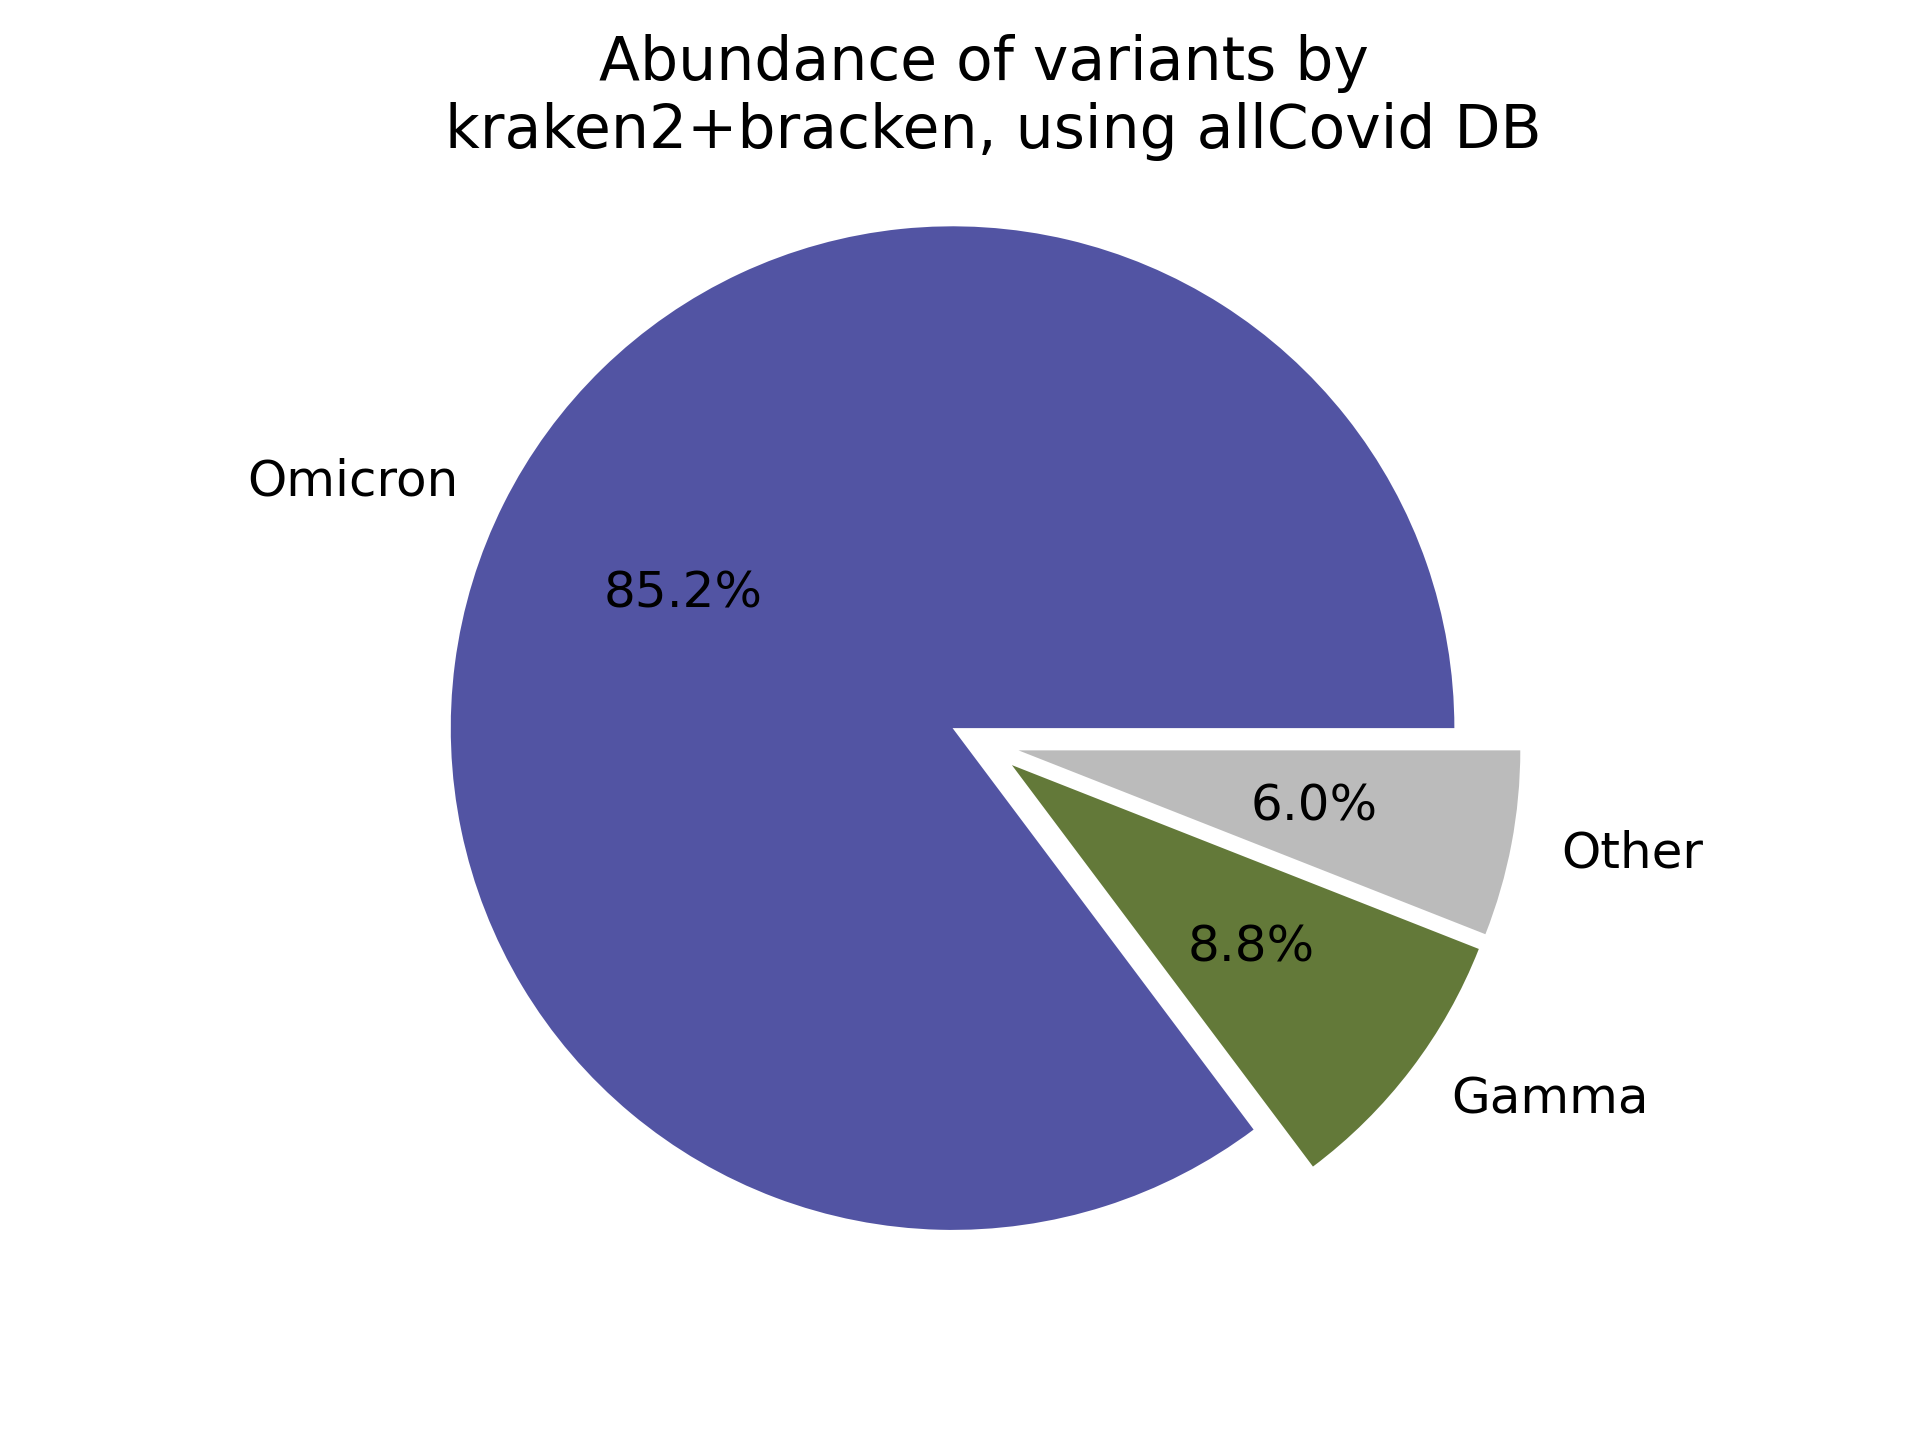 Abundance of variants by
kraken2+bracken, using allCovid DB
Omicron
85.2%
6.0%
Other
8.8%
Gamma